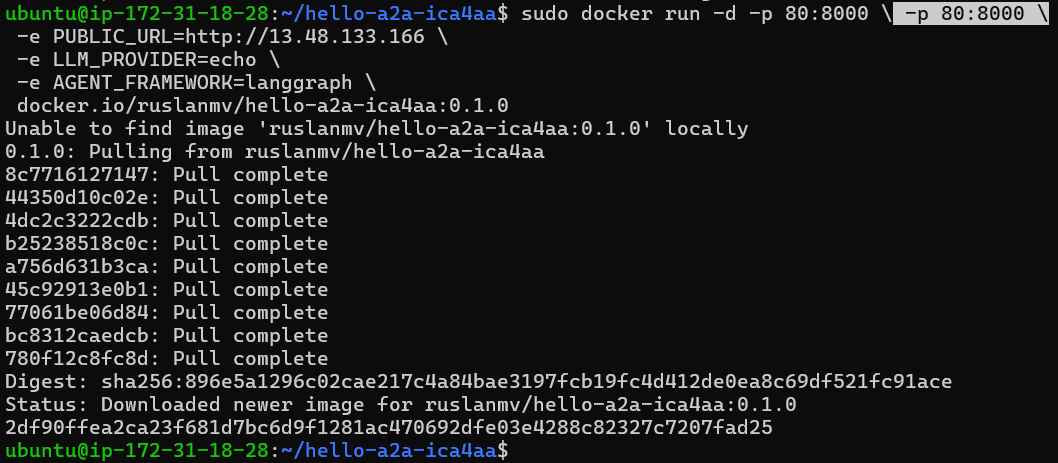 ubuntu@ip-172-31-18-28:~/hello-a2a-ica4aa$ sudo docker run -d -p 80:8000 \ -p 80:8000 \
 -e PUBLIC_URL=http://13.48.133.166 \
 -e LLM_PROVIDER=echo \
 -e AGENT_FRAMEWORK=langgraph \
 docker.io/ruslanmv/hello-a2a-ica4aa:0.1.0
Unable to find image 'ruslanmv/hello-a2a-ica4aa:0.1.0' locally
0.1.0: Pulling from ruslanmv/hello-a2a-ica4aa
8c7716127147: Pull complete
44350d10c02e: Pull complete
4dc2c3222cdb: Pull complete
b25238518c0c: Pull complete
a756d631b3ca: Pull complete
45c92913e0b1: Pull complete
77061be06d84: Pull complete
bc8312caedcb: Pull complete
780f12c8fc8d: Pull complete
Digest: sha256:896e5a1296c02cae217c4a84bae3197fcb19fc4d412de0ea8c69df521fc91ace
Status: Downloaded newer image for ruslanmv/hello-a2a-ica4aa:0.1.0
2df90ffea2ca23f681d7bc6d9f1281ac470692dfe03e4288c82327c7207fad25
ubuntu@ip-172-31-18-28:~/hello-a2a-ica4aa$